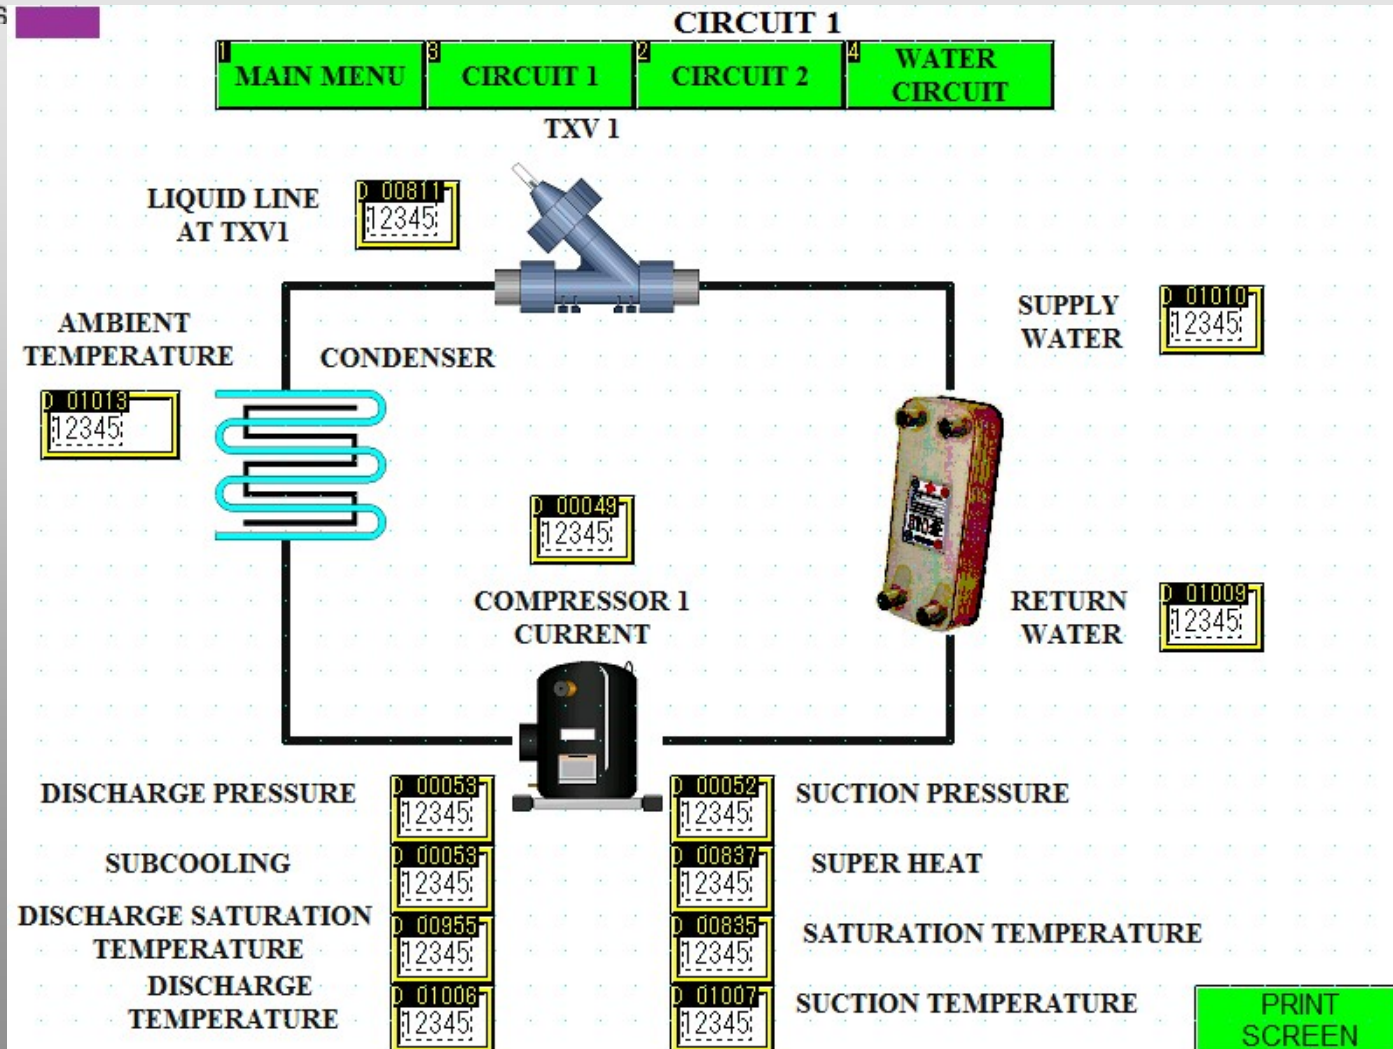 CIRCUIT 1
1
MAIN MENU
3
CIRCUIT 1
2
CIRCUIT 2
4
WATER
CIRCUIT
TXV 1
LIQUID LINE
AT TXV1
D 00811
12345
AMBIENT
TEMPERATURE
D 01013
12345
CONDENSER
SUPPLY
WATER
D 01010
12345
D 00049
12345
COMPRESSOR 1
CURRENT
RETURN
WATER
D 01009
12345
DISCHARGE PRESSURE
D 00053
12345
D 00052
12345
SUCTION PRESSURE
SUBCOOLING
D 00053
12345
D 00837
12345
SUPER HEAT
DISCHARGE SATURATION
TEMPERATURE
D 00955
12345
D 00835
12345
SATURATION TEMPERATURE
DISCHARGE
TEMPERATURE
D 01006
12345
D 01007
12345
SUCTION TEMPERATURE
PRINT
SCREEN